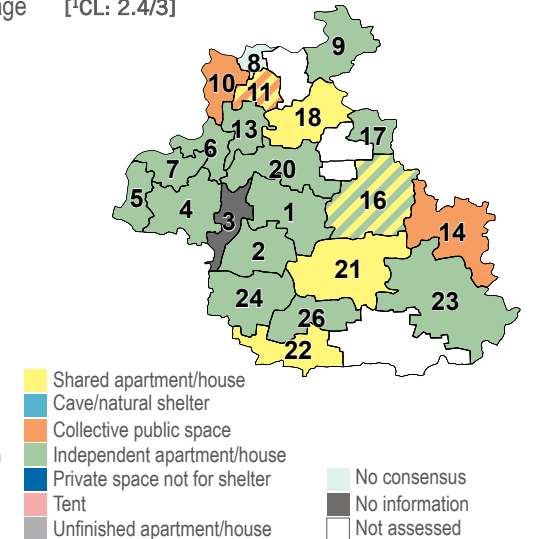 [¹CL: 2.4/3]
9
8
10
11
18
13
17
6
7
20
5
4
3
1
16
2
14
21
24
23
26
22
Shared apartment/house
Cave/natural shelter
Collective public space
Independent apartment/house
Private space not for shelter
No consensus
Tent
No information
Unfinished apartment/house
Not assessed